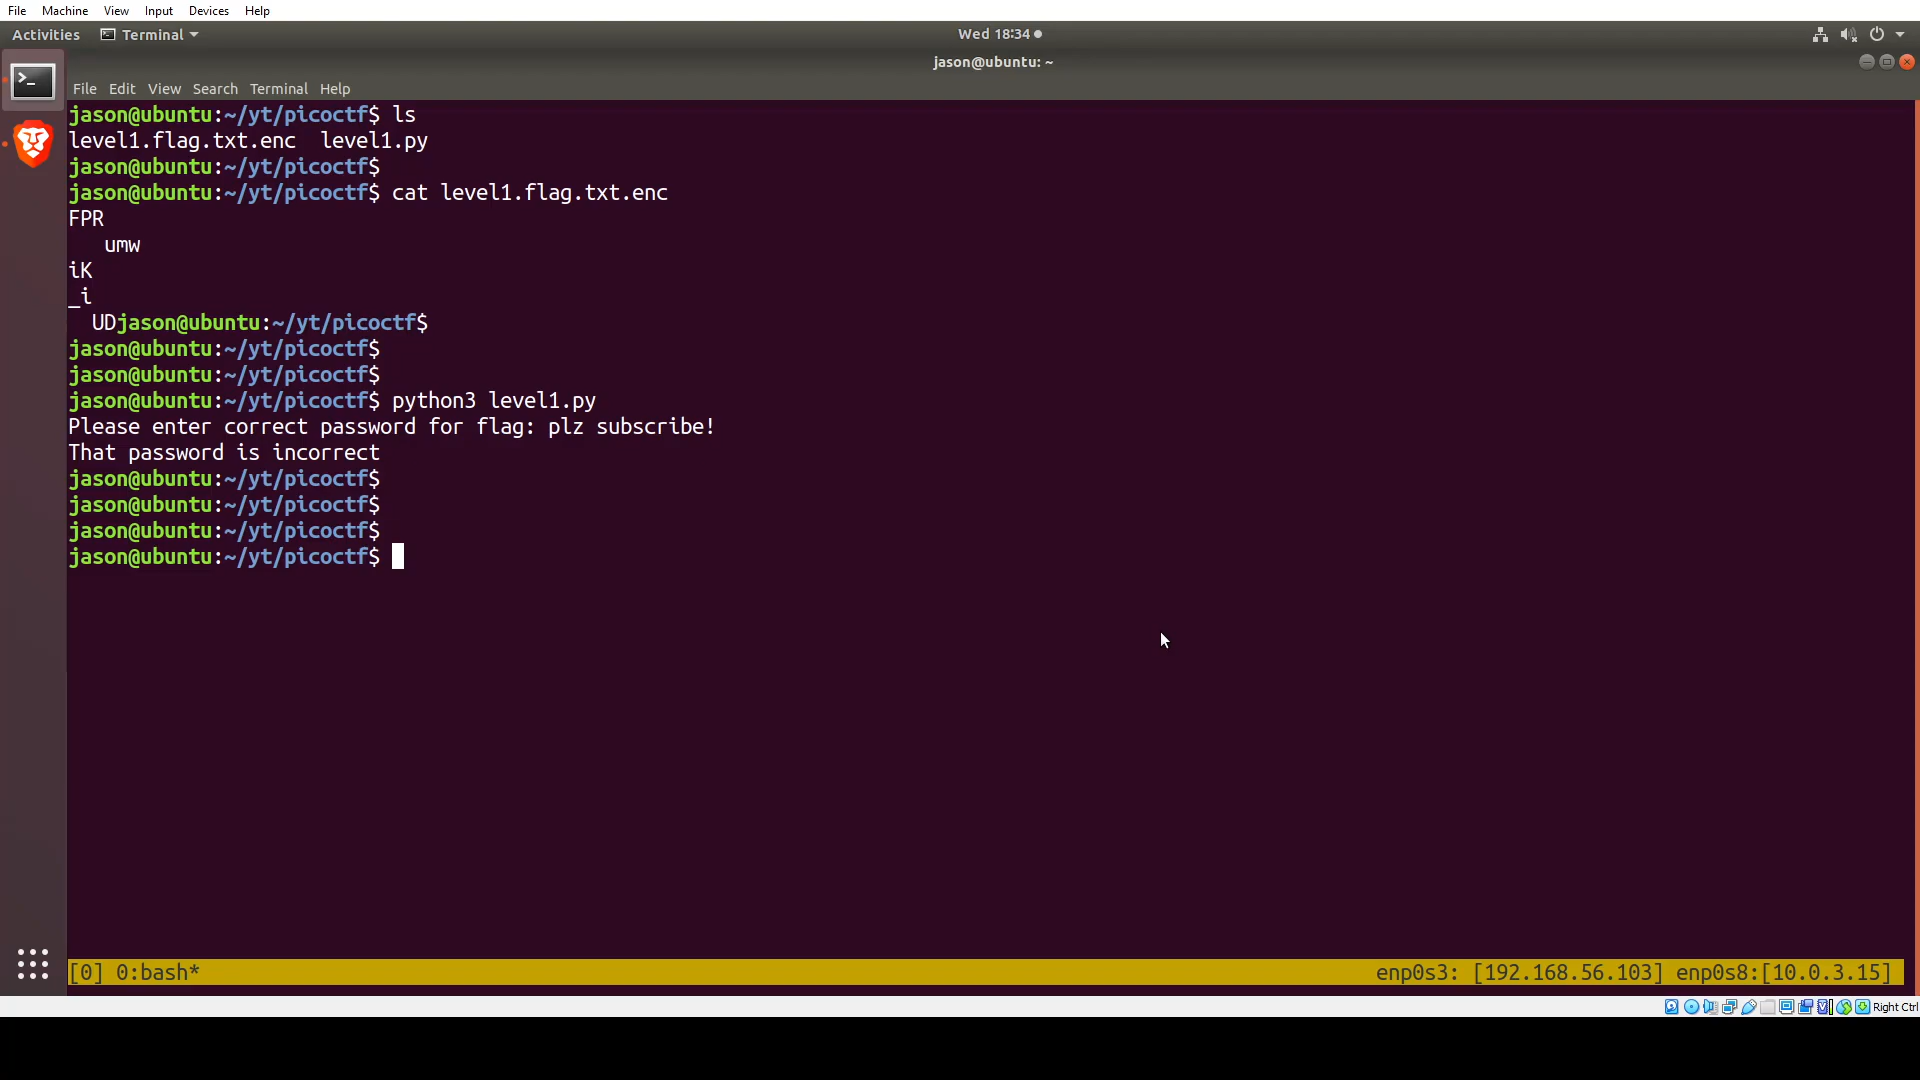 File Machine View Input Devices Help
Activities Terminal Wed 18:34
jason@ubuntu: ~
File Edit View Search Terminal Help
jason@ubuntu:~/yt/picoctf$ ls
level1.flag.txt.enc  level1.py
jason@ubuntu:~/yt/picoctf$
jason@ubuntu:~/yt/picoctf$ cat level1.flag.txt.enc
FPR
   umw
iK
_i
  UDjason@ubuntu:~/yt/picoctf$
jason@ubuntu:~/yt/picoctf$
jason@ubuntu:~/yt/picoctf$
jason@ubuntu:~/yt/picoctf$ python3 level1.py
Please enter correct password for flag: plz subscribe!
That password is incorrect
jason@ubuntu:~/yt/picoctf$
jason@ubuntu:~/yt/picoctf$
jason@ubuntu:~/yt/picoctf$
jason@ubuntu:~/yt/picoctf$
[0] 0:bash* enp0s3: [192.168.56.103] enp0s8:[10.0.3.15]
Right Ctrl